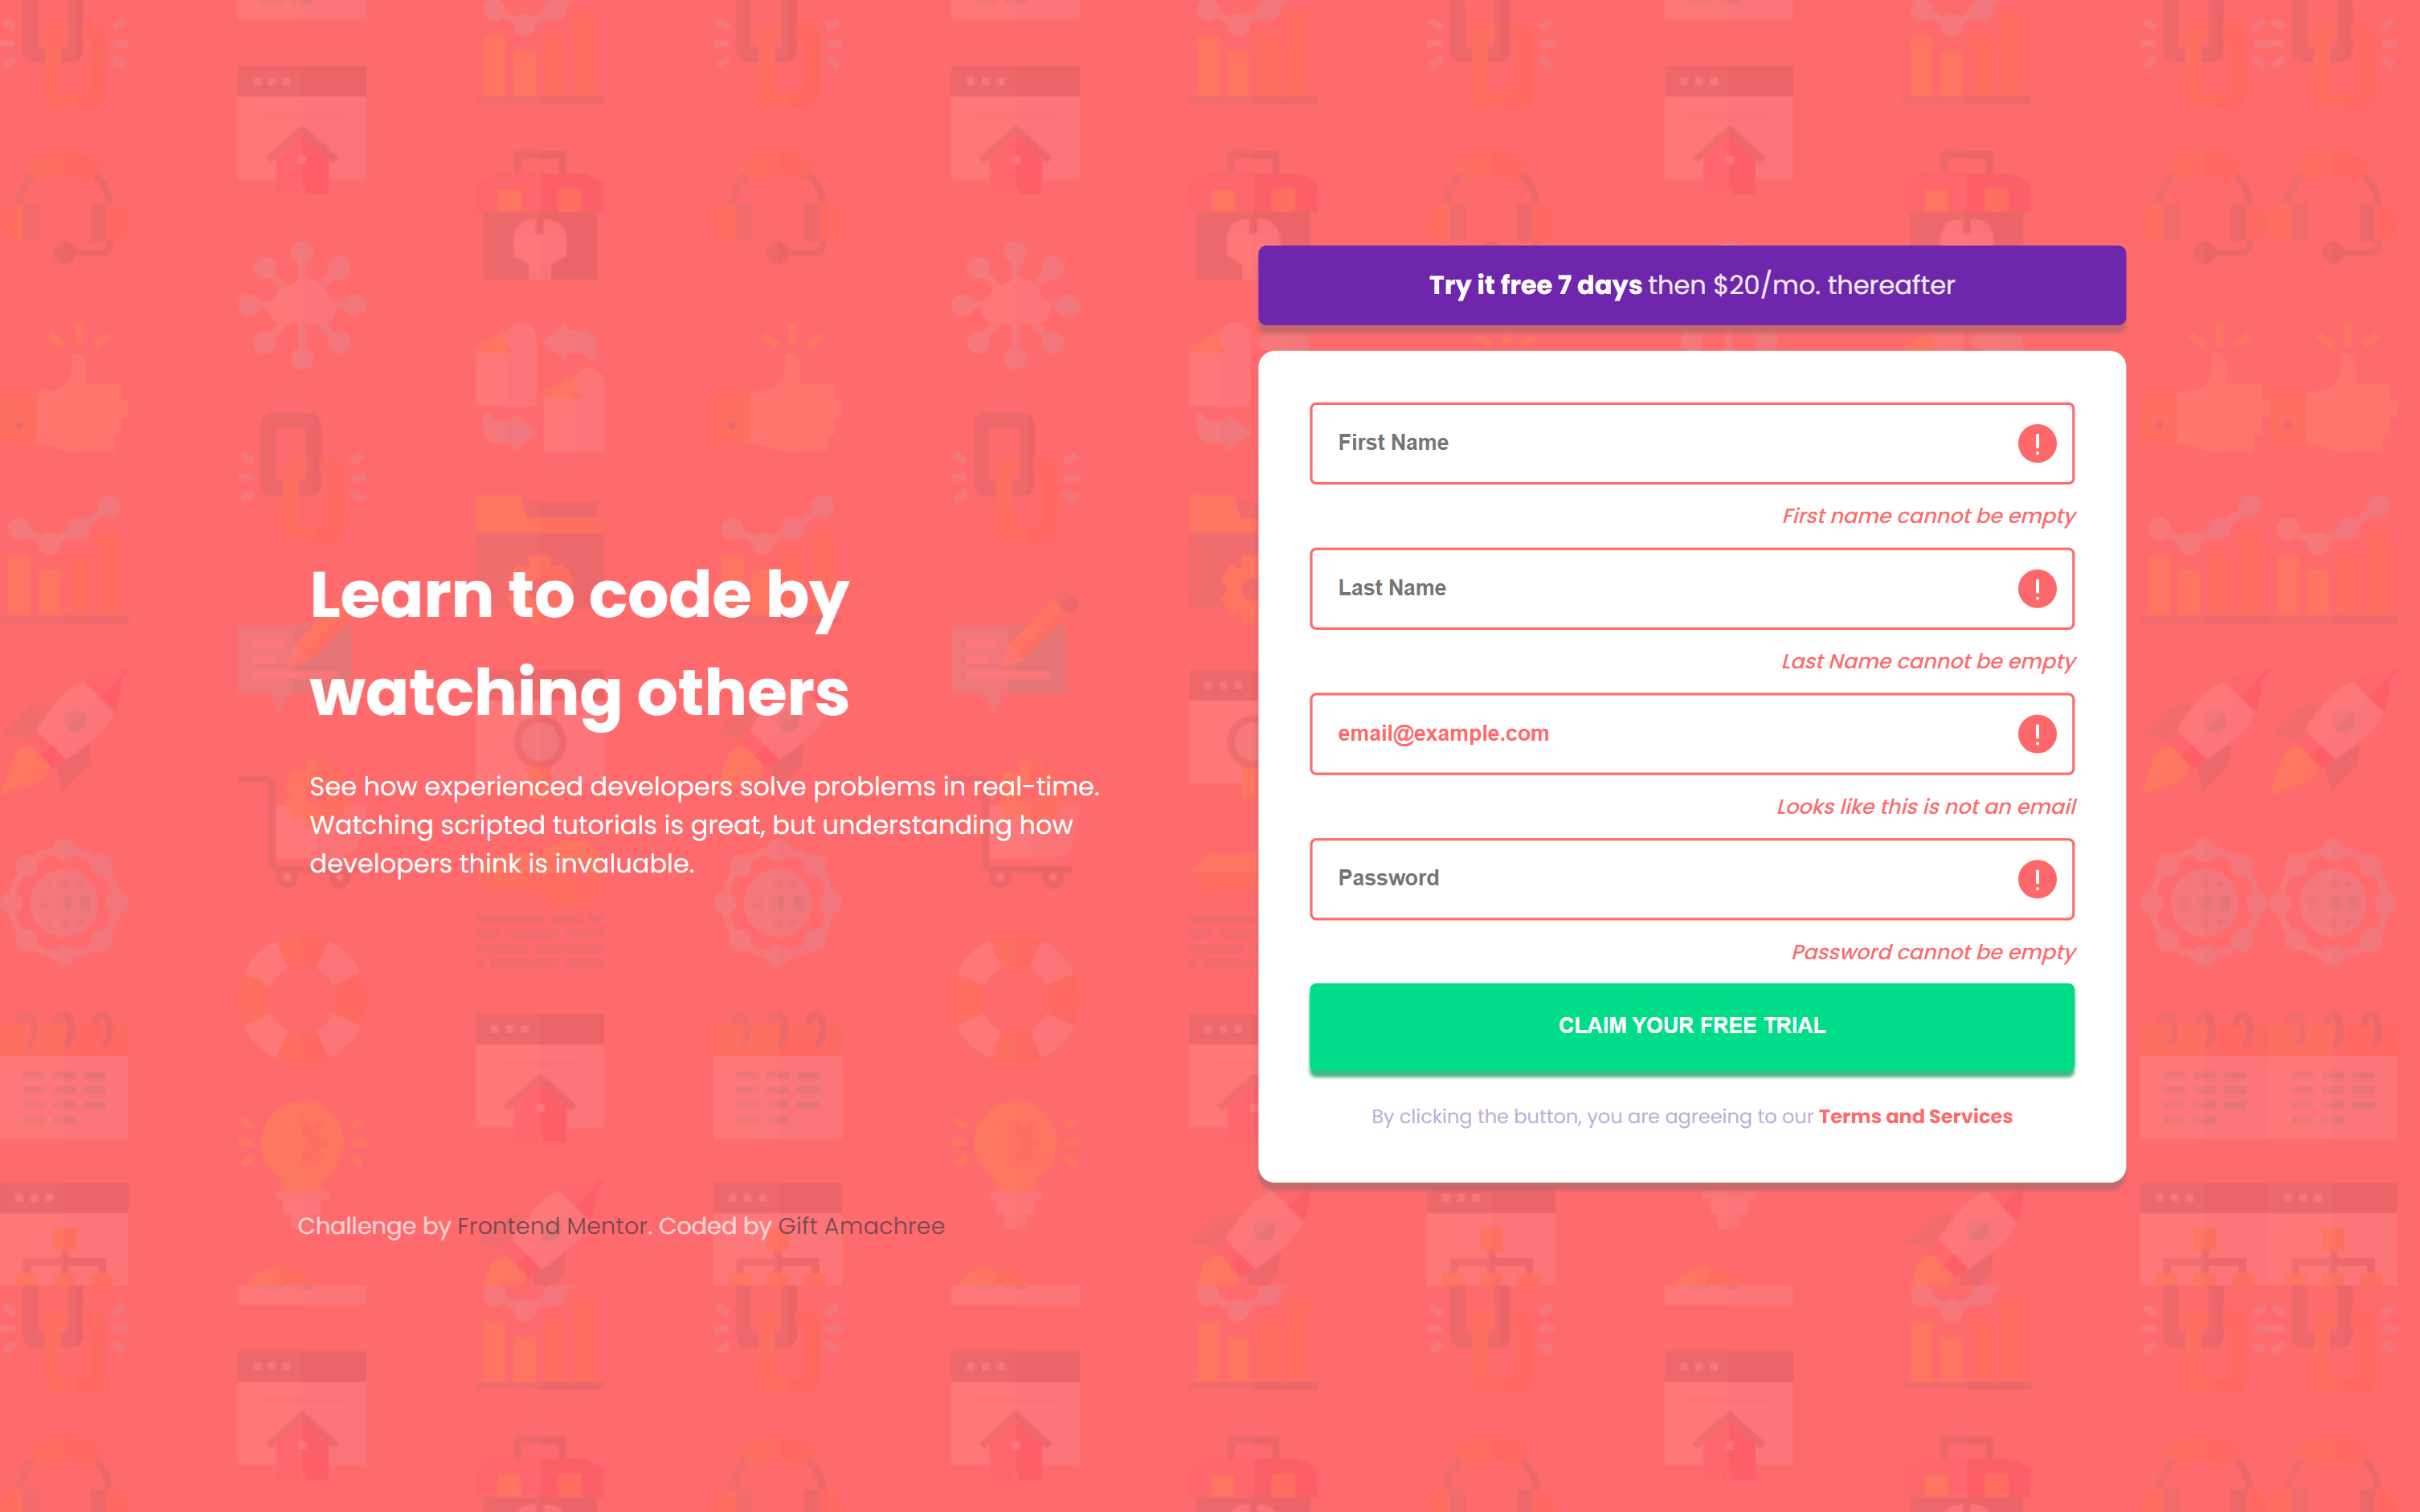 Learn to code by
watching others
See how experienced developers solve problems in real-time.
Watching scripted tutorials is great, but understanding how
developers think is invaluable.
Try it free 7 days then $20/mo. thereafter
First Name
First name cannot be empty
Last Name
Last Name cannot be empty
email@example.com
Looks like this is not an email
Password
Password cannot be empty
CLAIM YOUR FREE TRIAL
By clicking the button, you are agreeing to our Terms and Services
Challenge by Frontend Mentor. Coded by Gift Amachree